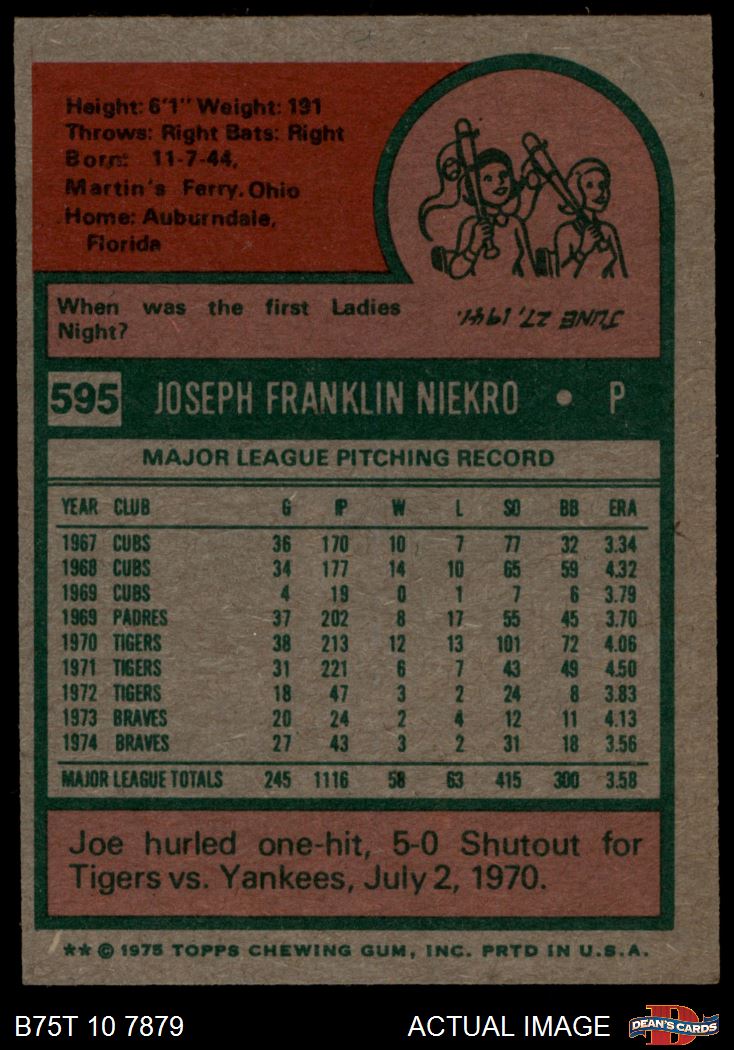 Height: 6'1" Weight: 191
Throws: Right Bats: Right
Born: 11-7-44,
Martin's Ferry, Ohio
Home: Auburndale,
Florida
When was the first Ladies
Night?
JUNE 27, 1941.
595 JOSEPH FRANKLIN NIEKRO • P
MAJOR LEAGUE PITCHING RECORD
YEAR CLUB G IP W L SO BB ERA
1967 CUBS 36 170 10 7 77 32 3.34
1968 CUBS 34 177 14 10 65 59 4.32
1969 CUBS 4 19 0 1 7 6 3.79
1969 PADRES 37 202 8 17 55 45 3.70
1970 TIGERS 38 213 12 13 101 72 4.06
1971 TIGERS 31 221 6 7 43 49 4.50
1972 TIGERS 18 47 3 2 24 8 3.83
1973 BRAVES 20 24 2 4 12 11 4.13
1974 BRAVES 27 43 3 2 31 18 3.56
MAJOR LEAGUE TOTALS 245 1116 58 63 415 300 3.58
Joe hurled one-hit, 5-0 Shutout for
Tigers vs. Yankees, July 2, 1970.
** © 1975 TOPPS CHEWING GUM, INC. PRTD IN U.S.A.
B75T 10 7879 ACTUAL IMAGE DEAN'S CARDS